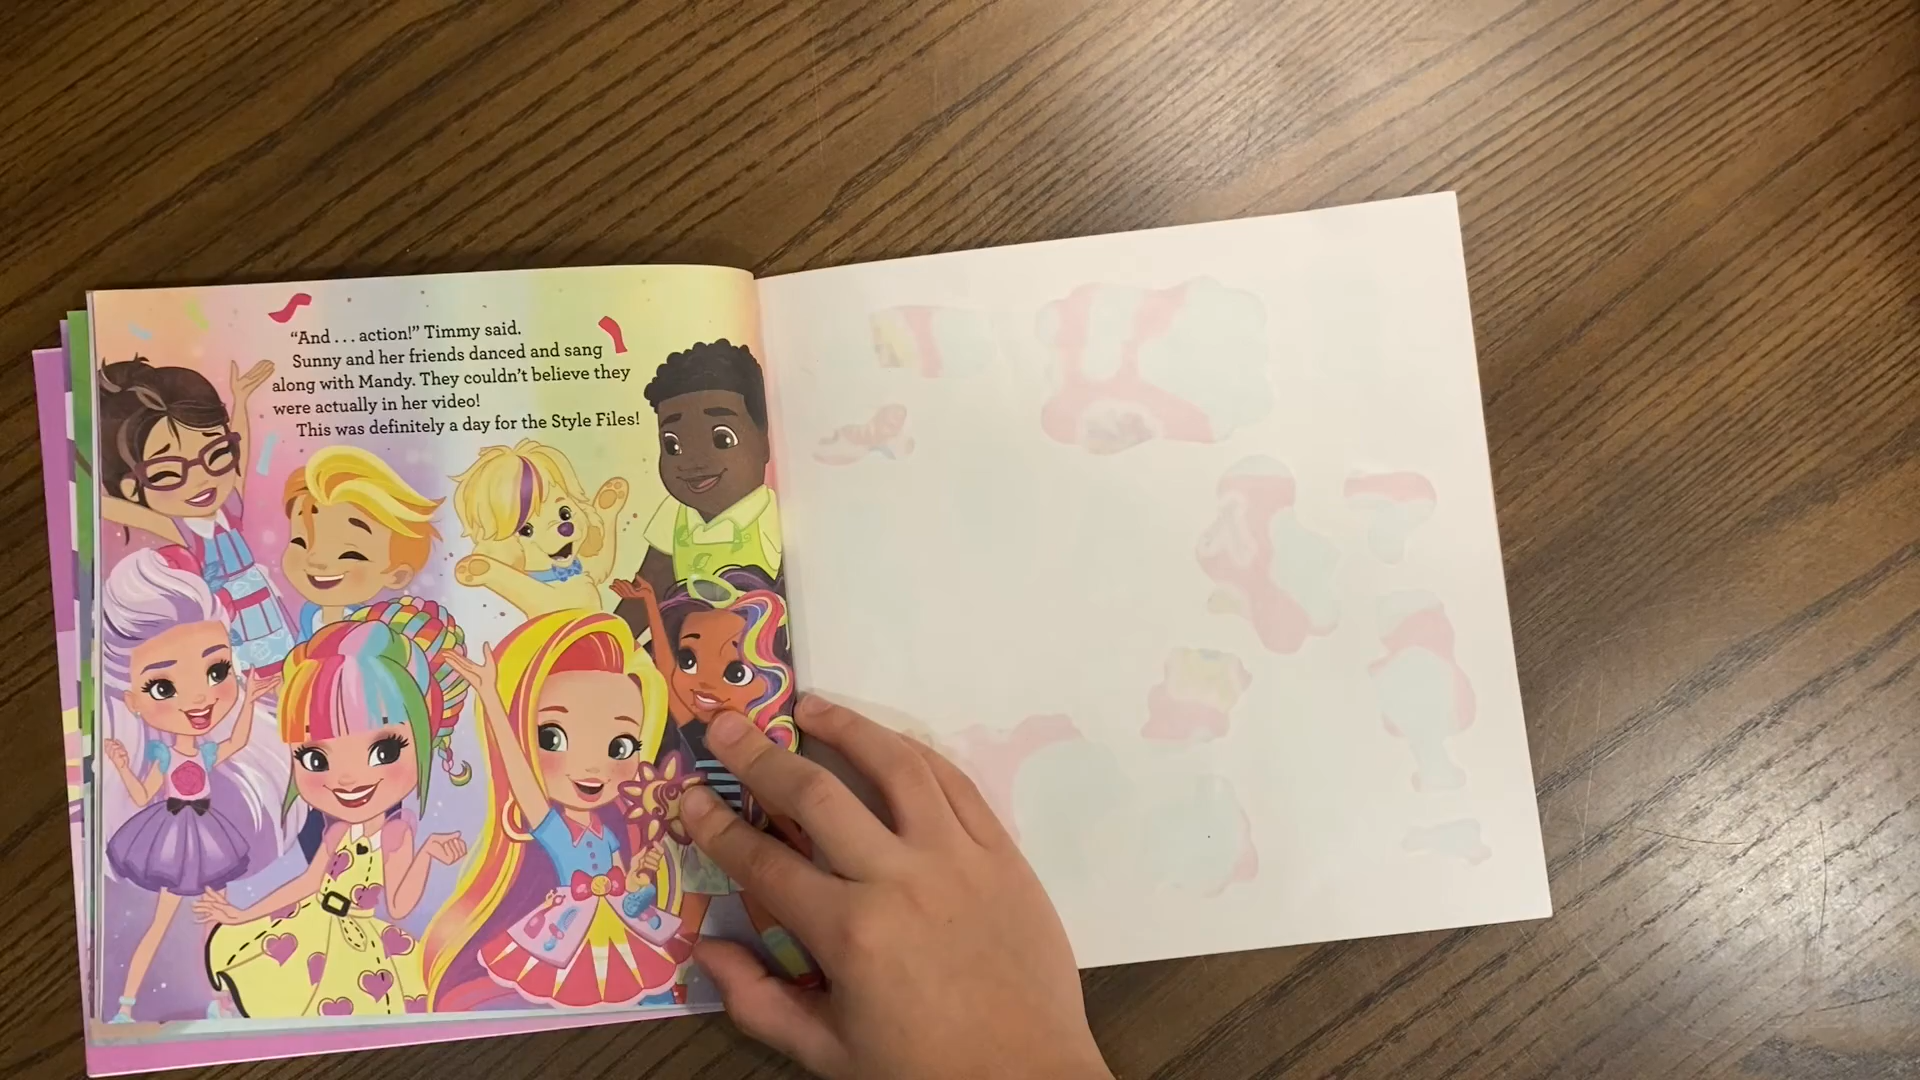 “And . . . action!” Timmy said.
Sunny and her friends danced and sang
along with Mandy. They couldn’t believe they
were actually in her video!
This was definitely a day for the Style Files!